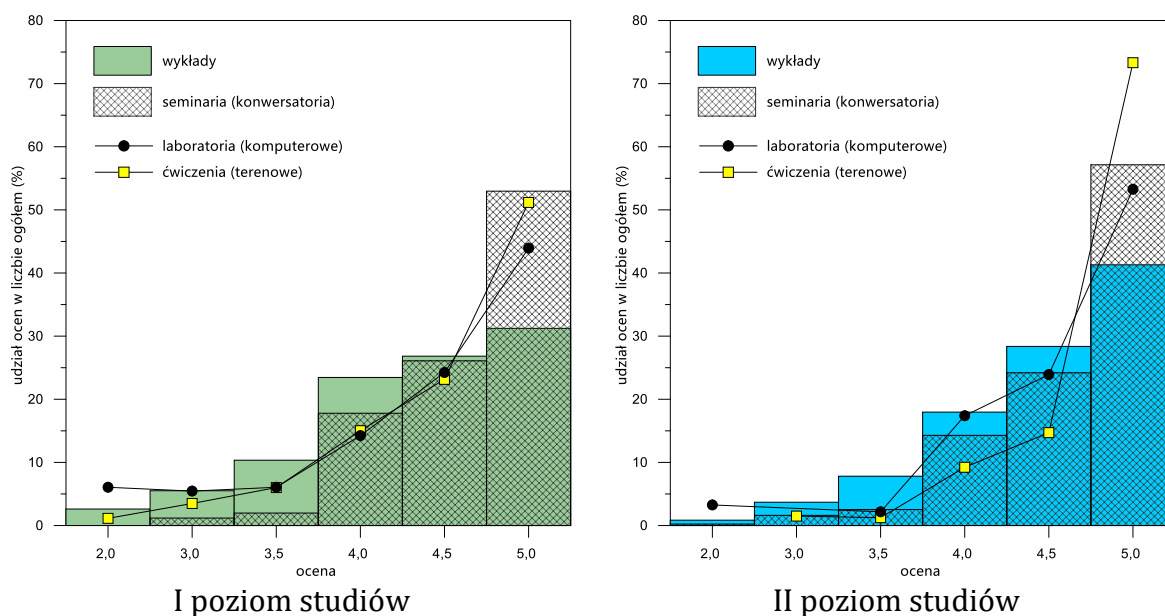 80
70
60
50
40
30
20
10
0
udział ocen w liczbie ogółem (%)
wykłady
seminaria (konwersatoria)
laboratoria (komputerowe)
ćwiczenia (terenowe)
2,0 3,0 3,5 4,0 4,5 5,0
ocena
I poziom studiów
80
70
60
50
40
30
20
10
0
udział ocen w liczbie ogółem (%)
wykłady
seminaria (konwersatoria)
laboratoria (komputerowe)
ćwiczenia (terenowe)
2,0 3,0 3,5 4,0 4,5 5,0
ocena
II poziom studiów